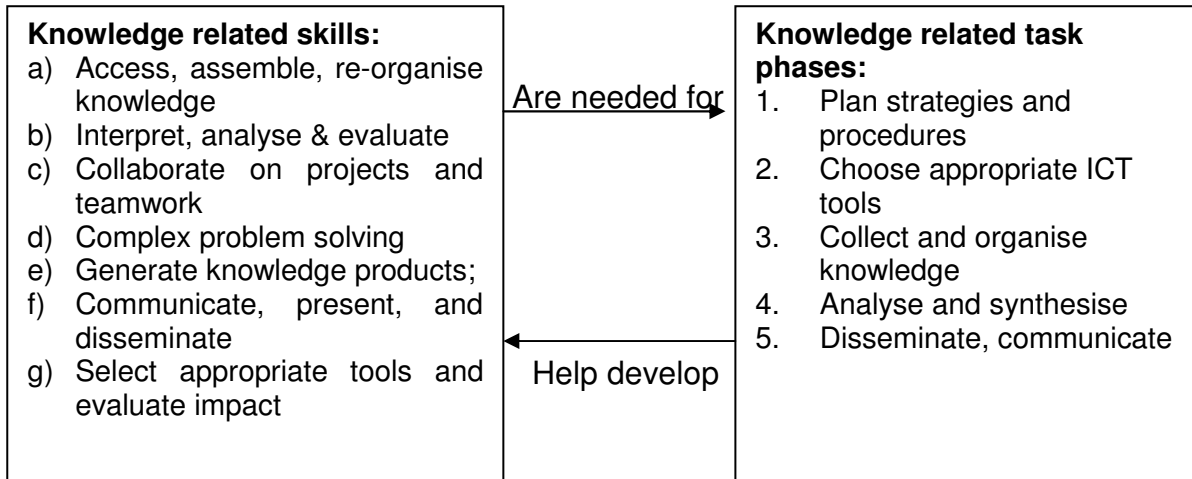 Knowledge related skills:
a) Access, assemble, re-organise
knowledge
b) Interpret, analyse & evaluate
c) Collaborate on projects and
teamwork
d) Complex problem solving
e) Generate knowledge products;
f) Communicate, present, and
disseminate
g) Select appropriate tools and
evaluate impact
Are needed for
Help develop
Knowledge related task
phases:
1. Plan strategies and
procedures
2. Choose appropriate ICT
tools
3. Collect and organise
knowledge
4. Analyse and synthesise
5. Disseminate, communicate